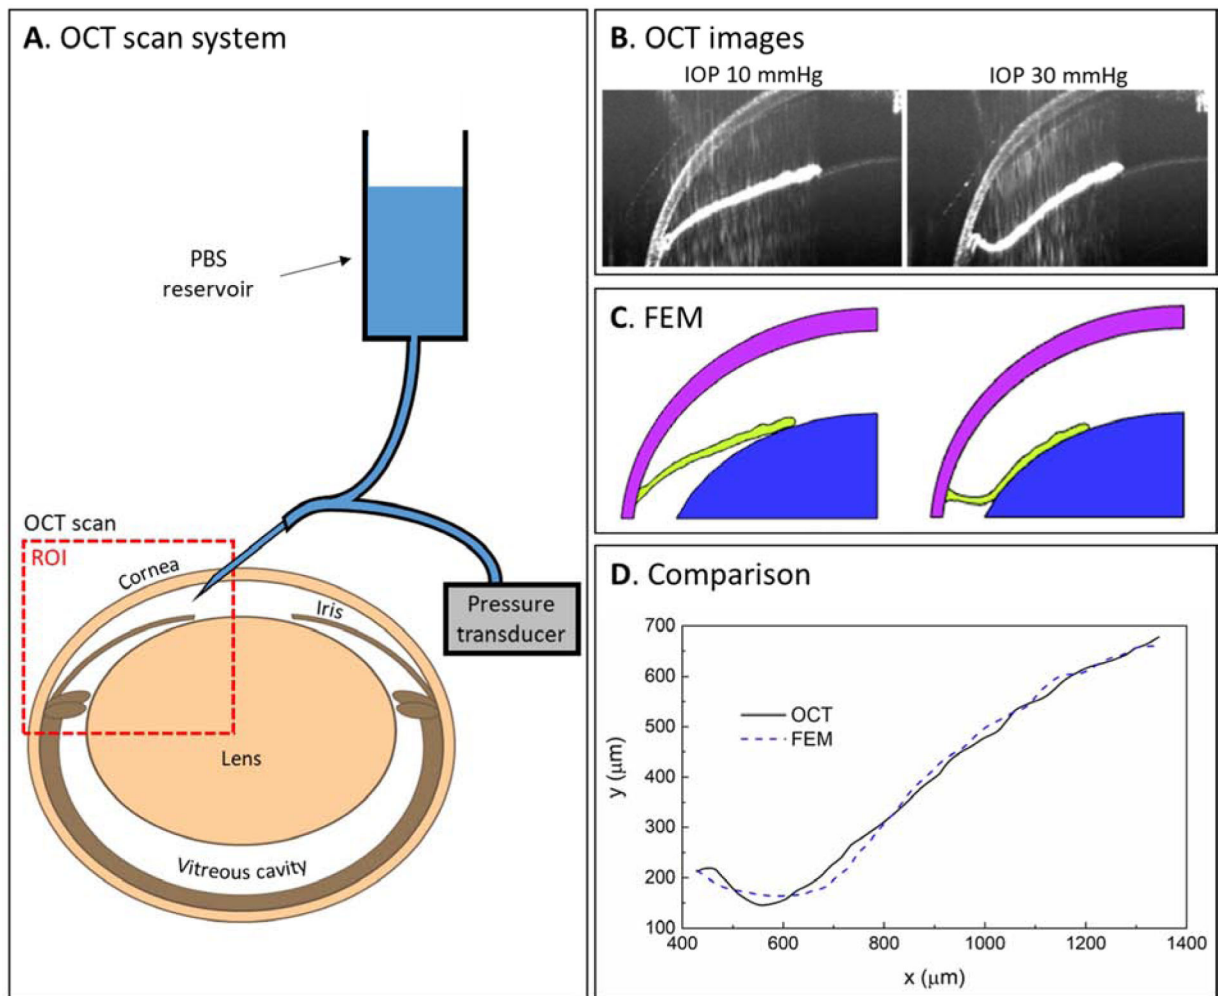 A. OCT scan system
PBS
reservoir
OCT scan
ROI
Cornea
Iris
Pressure
transducer
Lens
Vitreous cavity
B. OCT images
IOP 10 mmHg
IOP 30 mmHg
C. FEM
D. Comparison
700
600
500
400
300
200
100
y (μm)
OCT
FEM
400
600
800
1000
1200
1400
x (μm)